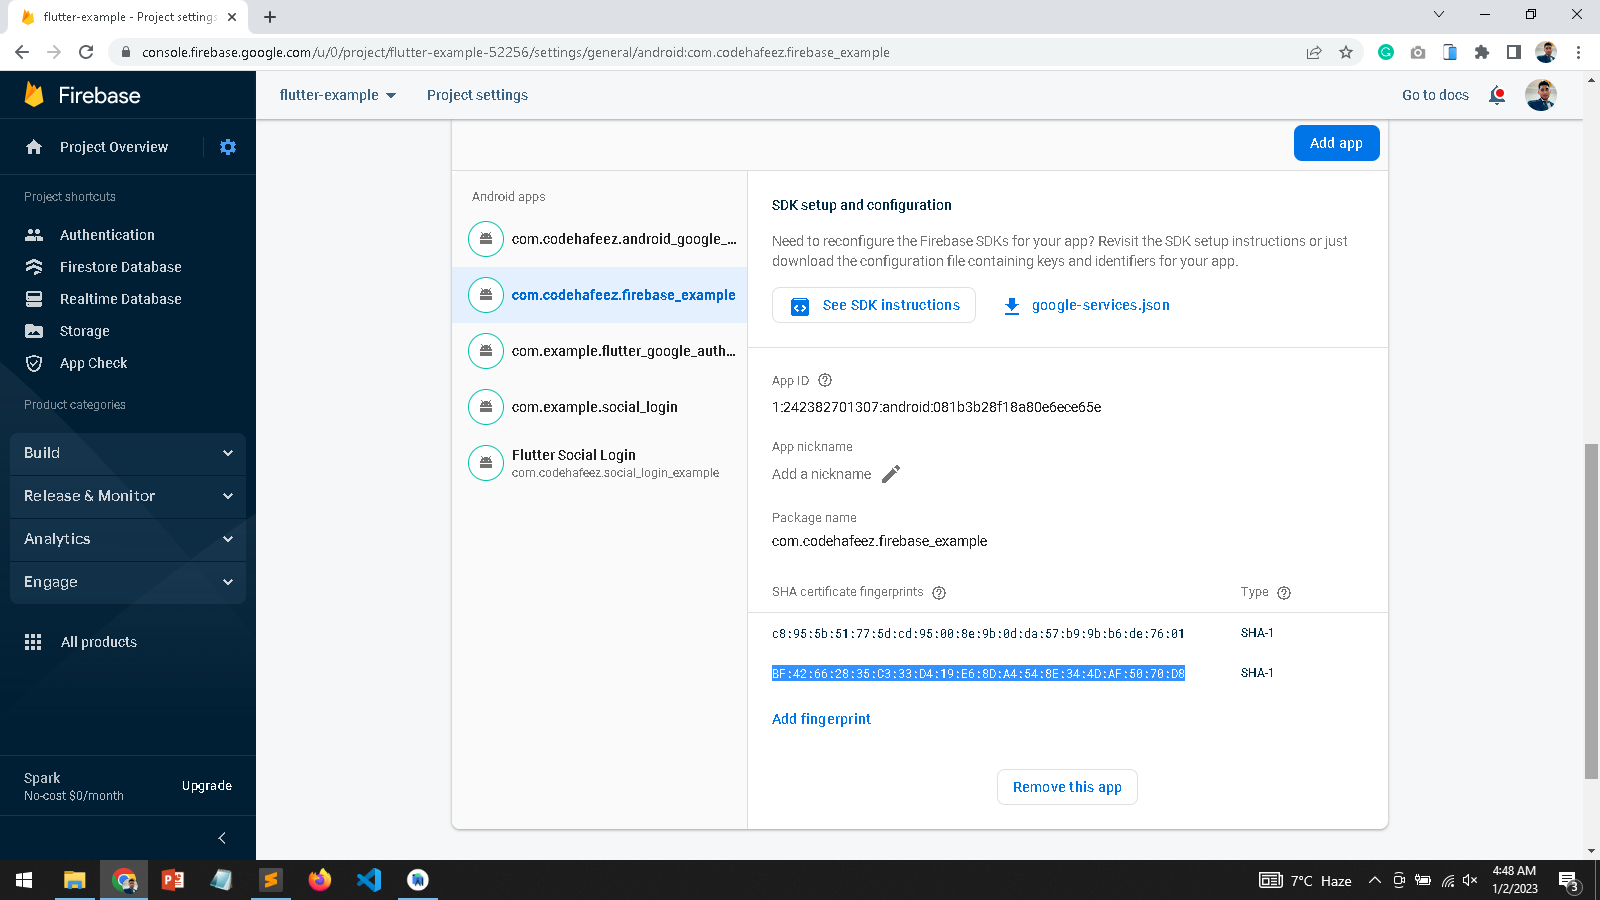 flutter-example - Project settings
console.firebase.google.com/u/0/project/flutter-example-52256/settings/general/android:com.codehafeez.firebase_example
Firebase
flutter-example
Project settings
Go to docs
Project Overview
Project shortcuts
Authentication
Firestore Database
Realtime Database
Storage
App Check
Product categories
Build
Release & Monitor
Analytics
Engage
All products
Spark
No-cost $0/month
Upgrade
Add app
Android apps
com.codehafeez.android_google_...
com.codehafeez.firebase_example
com.example.flutter_google_auth...
com.example.social_login
Flutter Social Login
com.codehafeez.social_login_example
SDK setup and configuration
Need to reconfigure the Firebase SDKs for your app? Revisit the SDK setup instructions or just
download the configuration file containing keys and identifiers for your app.
See SDK instructions
google-services.json
App ID
1:242382701307:android:081b3b28f18a80e6ece65e
App nickname
Add a nickname
Package name
com.codehafeez.firebase_example
SHA certificate fingerprints
Type
c8:95:5b:51:77:5d:cd:95:00:8e:9b:0d:da:57:b9:9b:b6:de:76:01
SHA-1
BF:42:66:28:35:C3:33:D4:19:E6:8D:A4:54:8E:34:4D:AF:50:70:D8
SHA-1
Add fingerprint
Remove this app
7°C Haze
4:48 AM
1/2/2023
3